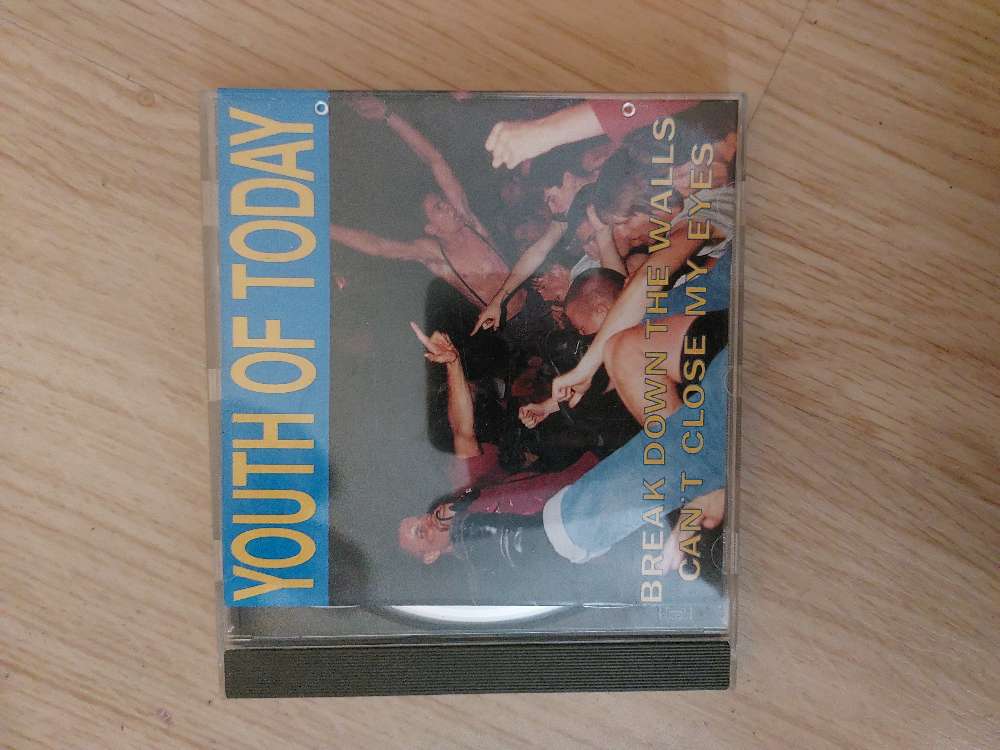 YOUTH OF TODAY
BREAK DOWN THE WALLS
CAN'T CLOSE MY EYES